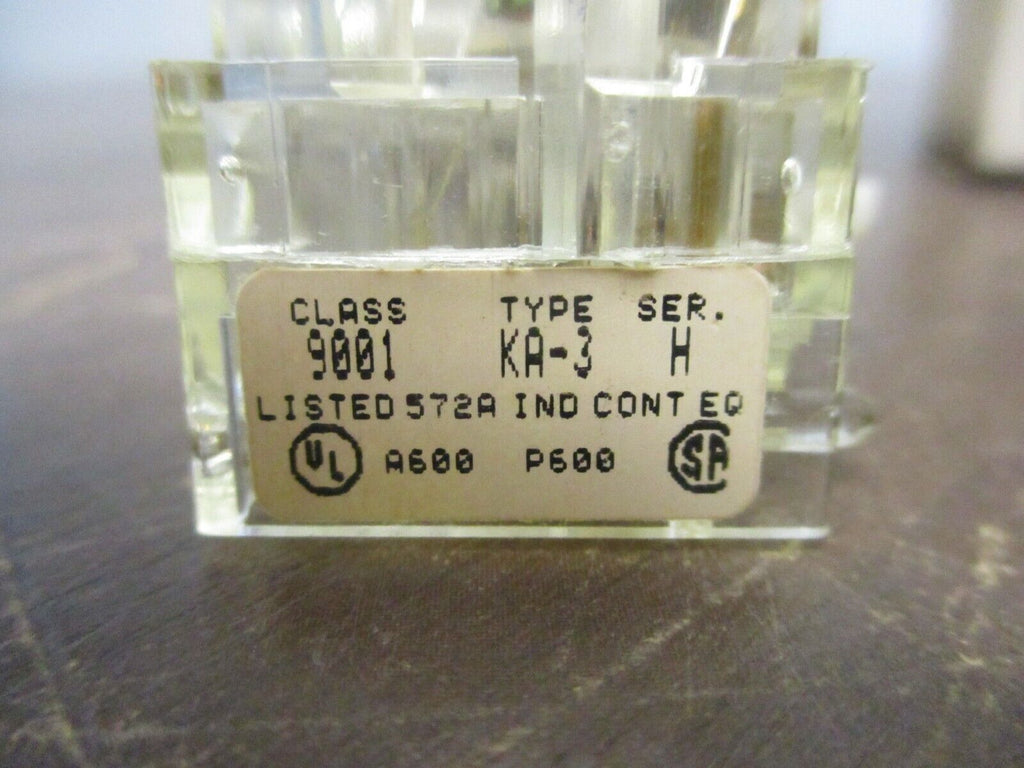 CLASS TYPE SER.
9001 KA-3 H
LISTED 572A IND CONT EQ
UL A600 P600 SA